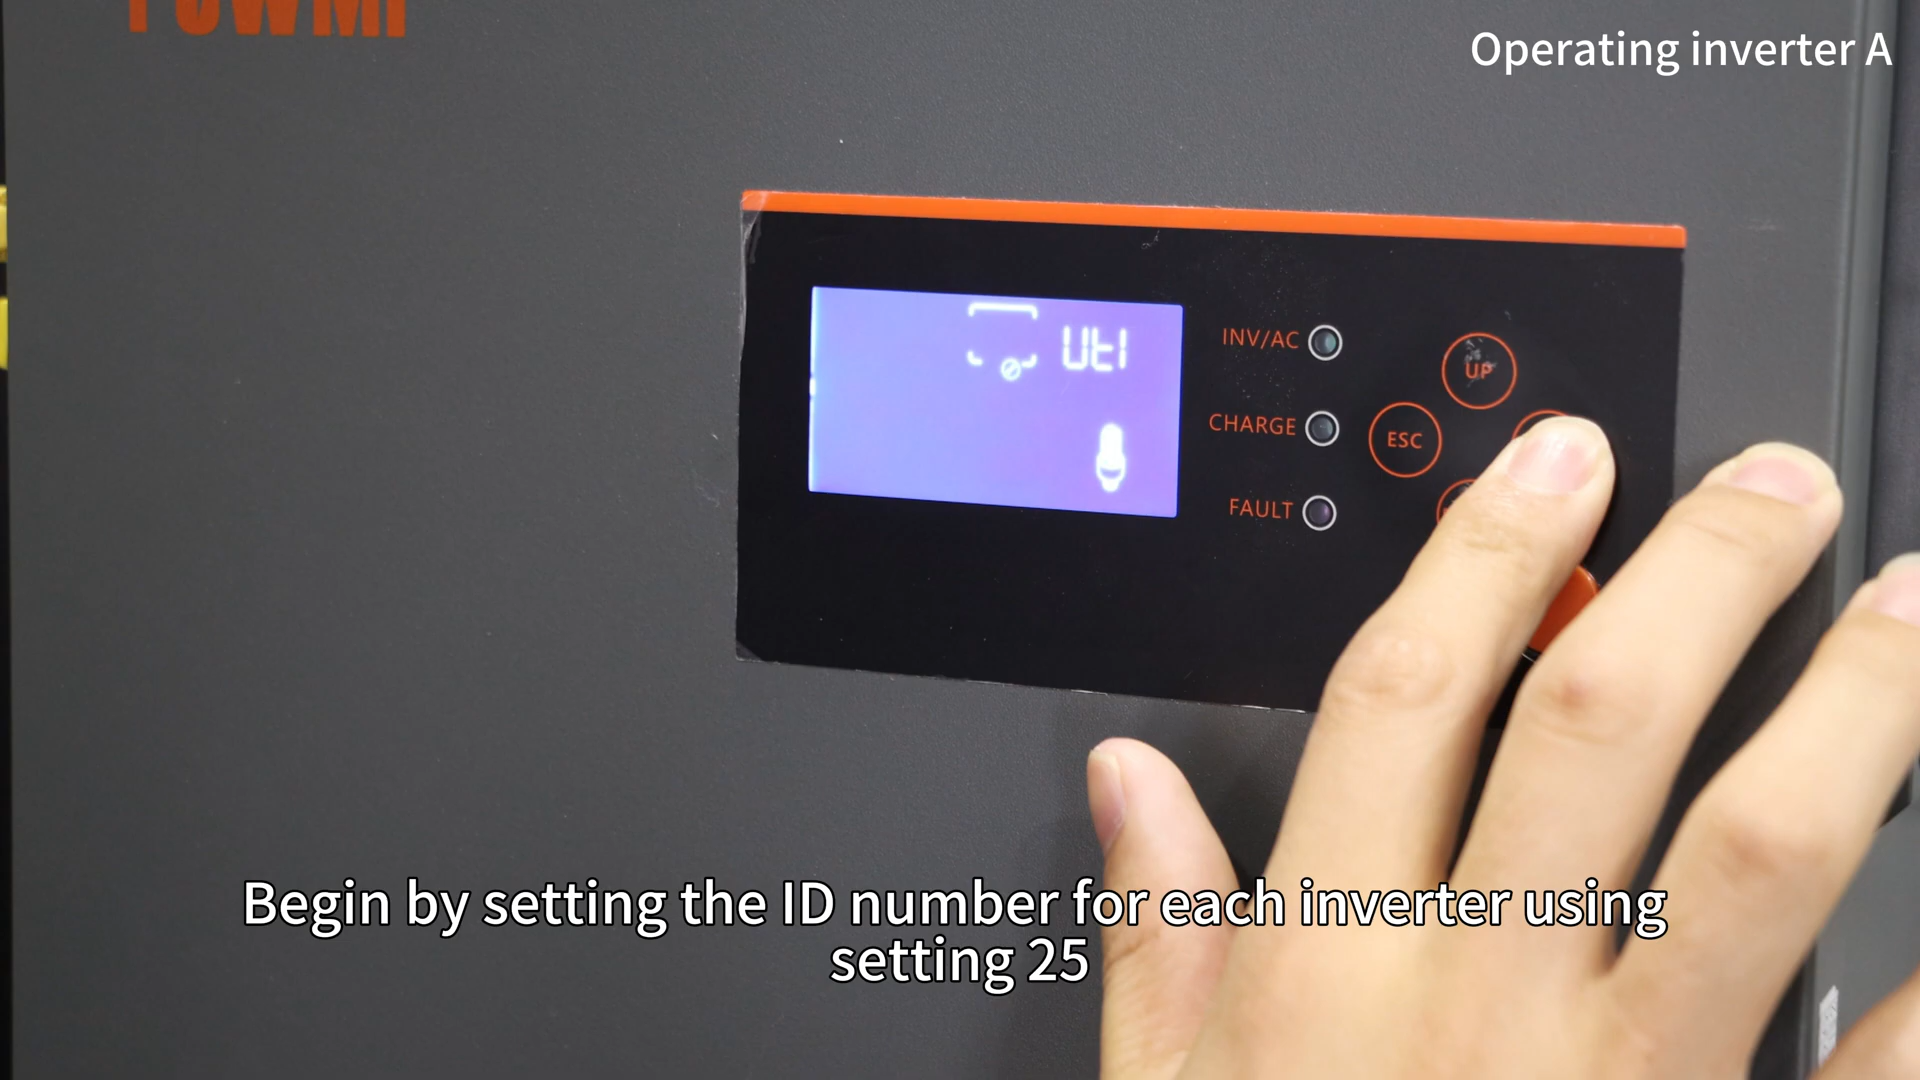 Operating inverter A
Uti
INV/AC
UP
CHARGE
ESC
FAULT
Begin by setting the ID number for each inverter using
setting 25